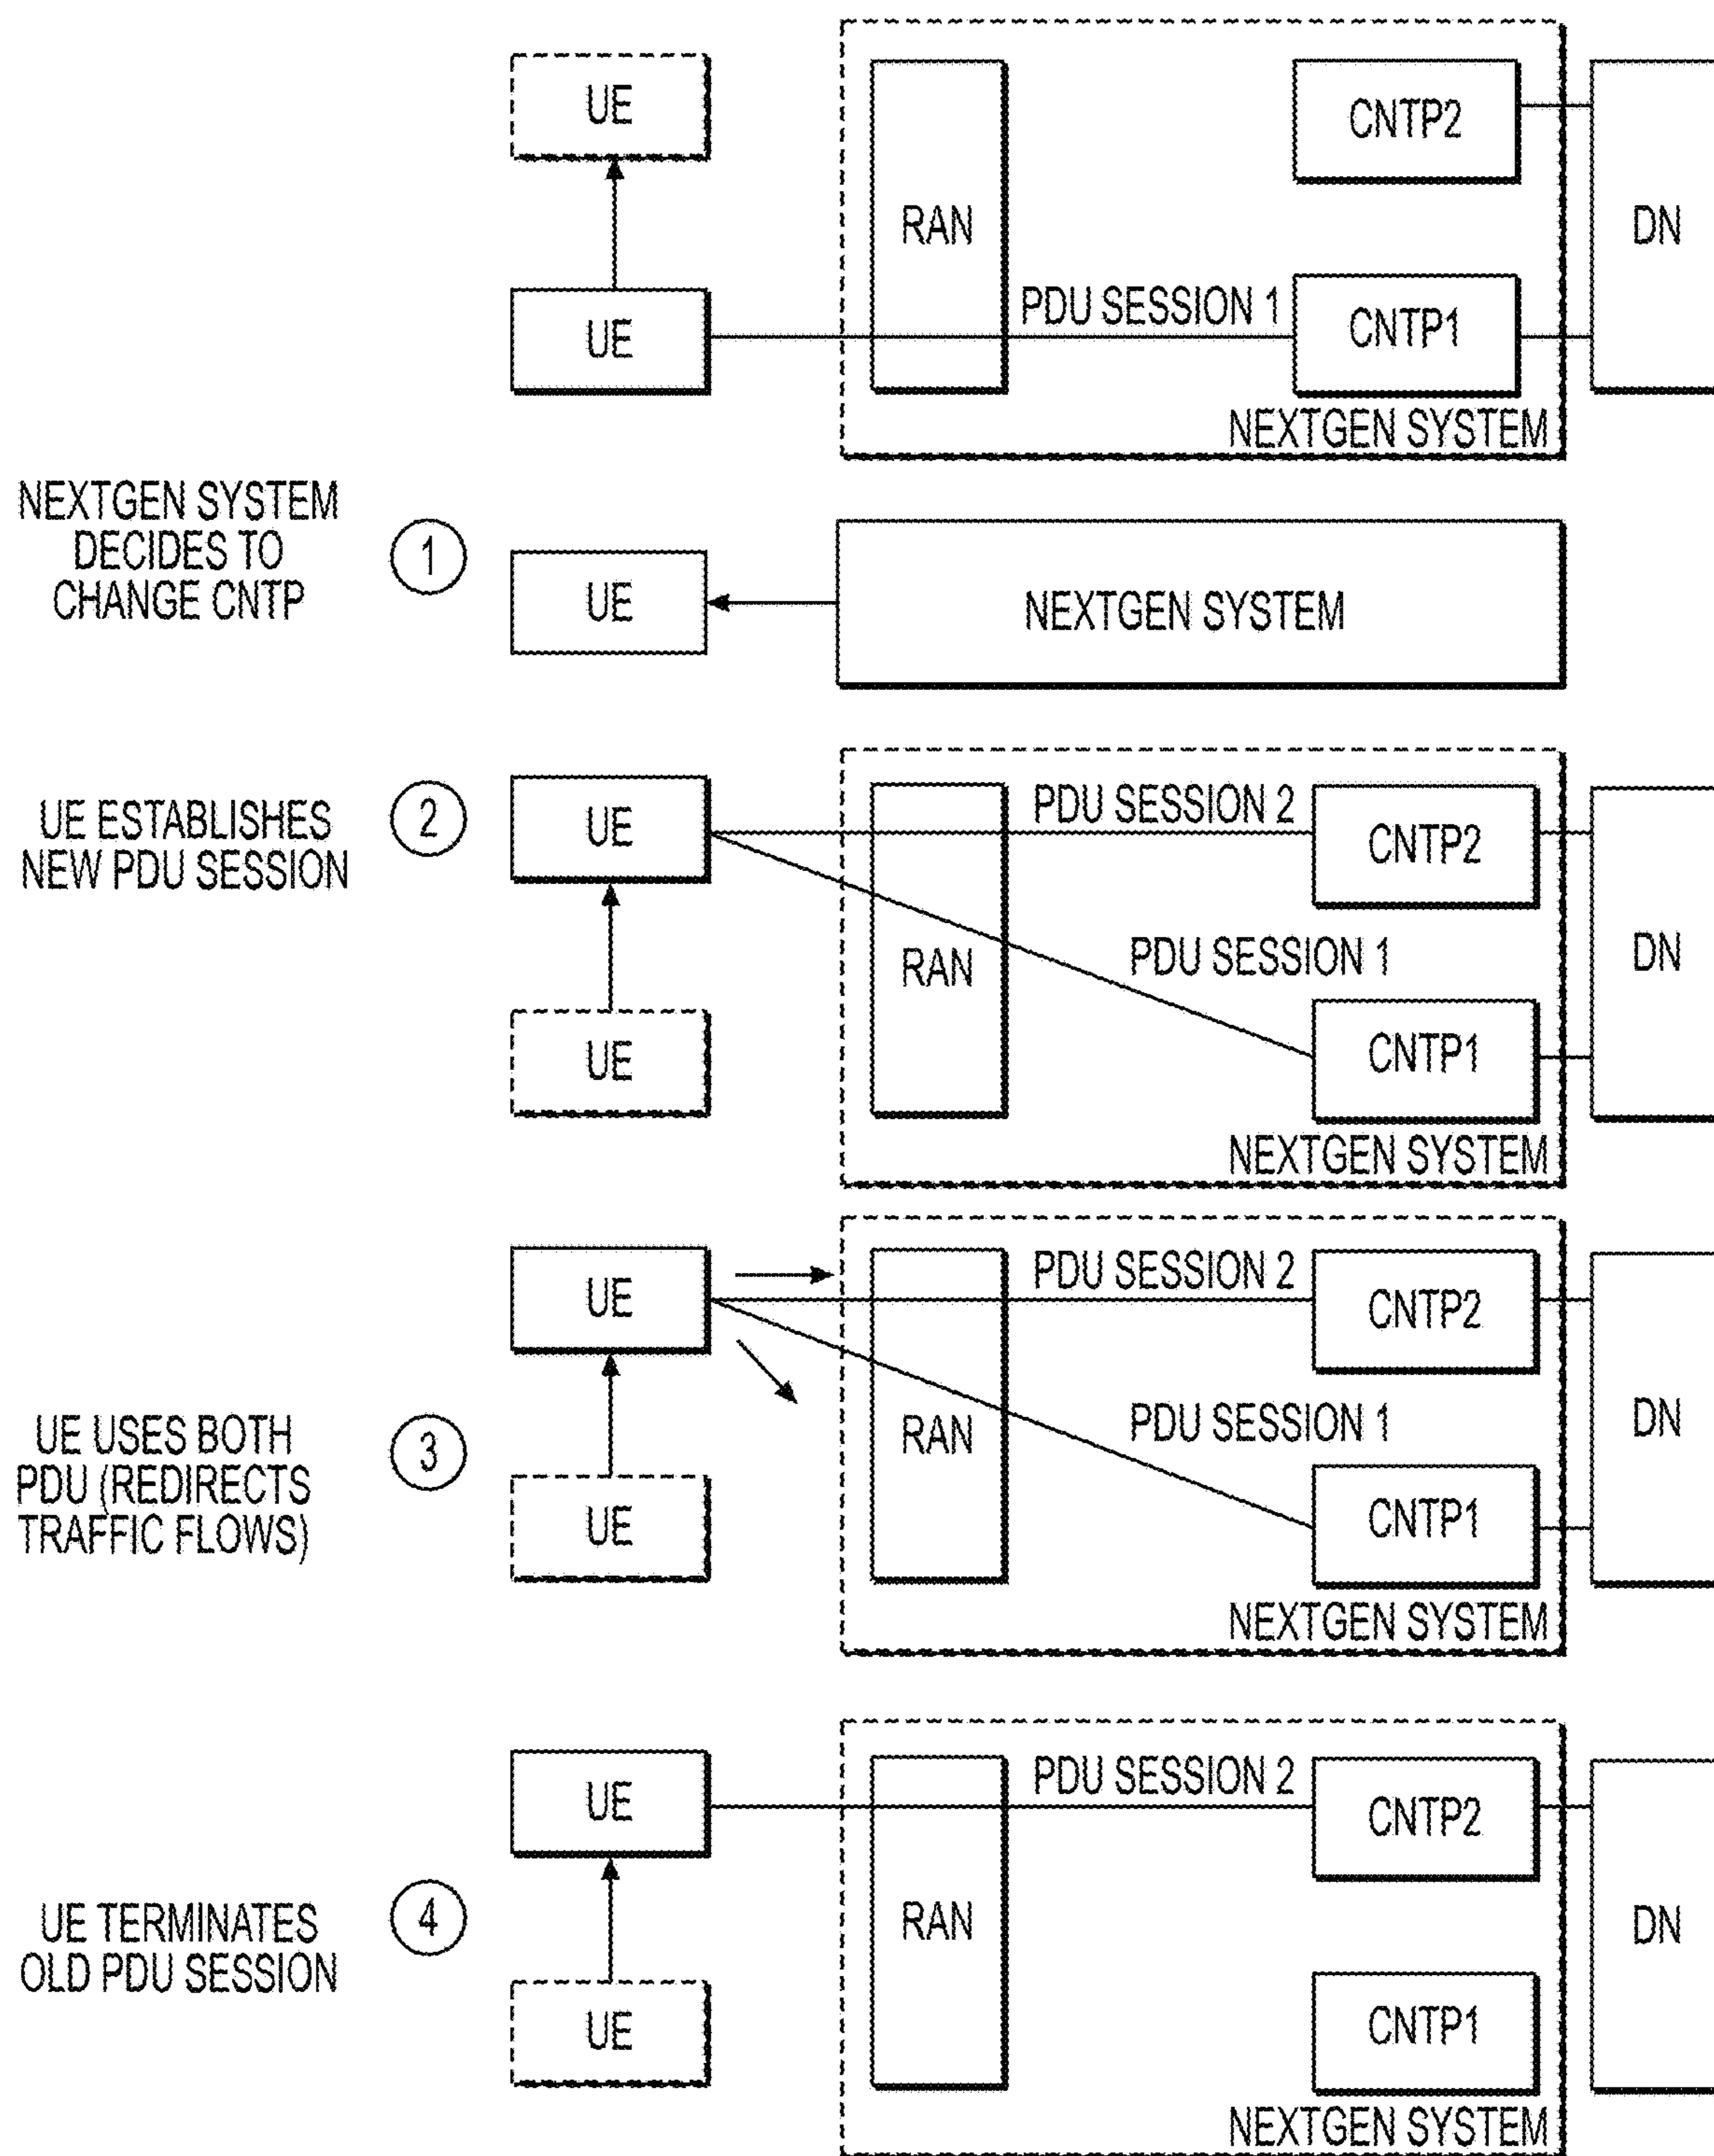 UE
CNTP2
RAN
DN
PDU SESSION 1
UE
CNTP1
NEXTGEN SYSTEM
NEXTGEN SYSTEM
DECIDES TO
CHANGE CNTP
1
UE
NEXTGEN SYSTEM
UE ESTABLISHES
NEW PDU SESSION
2
UE
PDU SESSION 2
CNTP2
RAN
PDU SESSION 1
DN
UE
CNTP1
NEXTGEN SYSTEM
UE USES BOTH
PDU (REDIRECTS
TRAFFIC FLOWS)
3
UE
PDU SESSION 2
CNTP2
RAN
PDU SESSION 1
DN
UE
CNTP1
NEXTGEN SYSTEM
UE TERMINATES
OLD PDU SESSION
4
UE
PDU SESSION 2
CNTP2
RAN
DN
UE
CNTP1
NEXTGEN SYSTEM